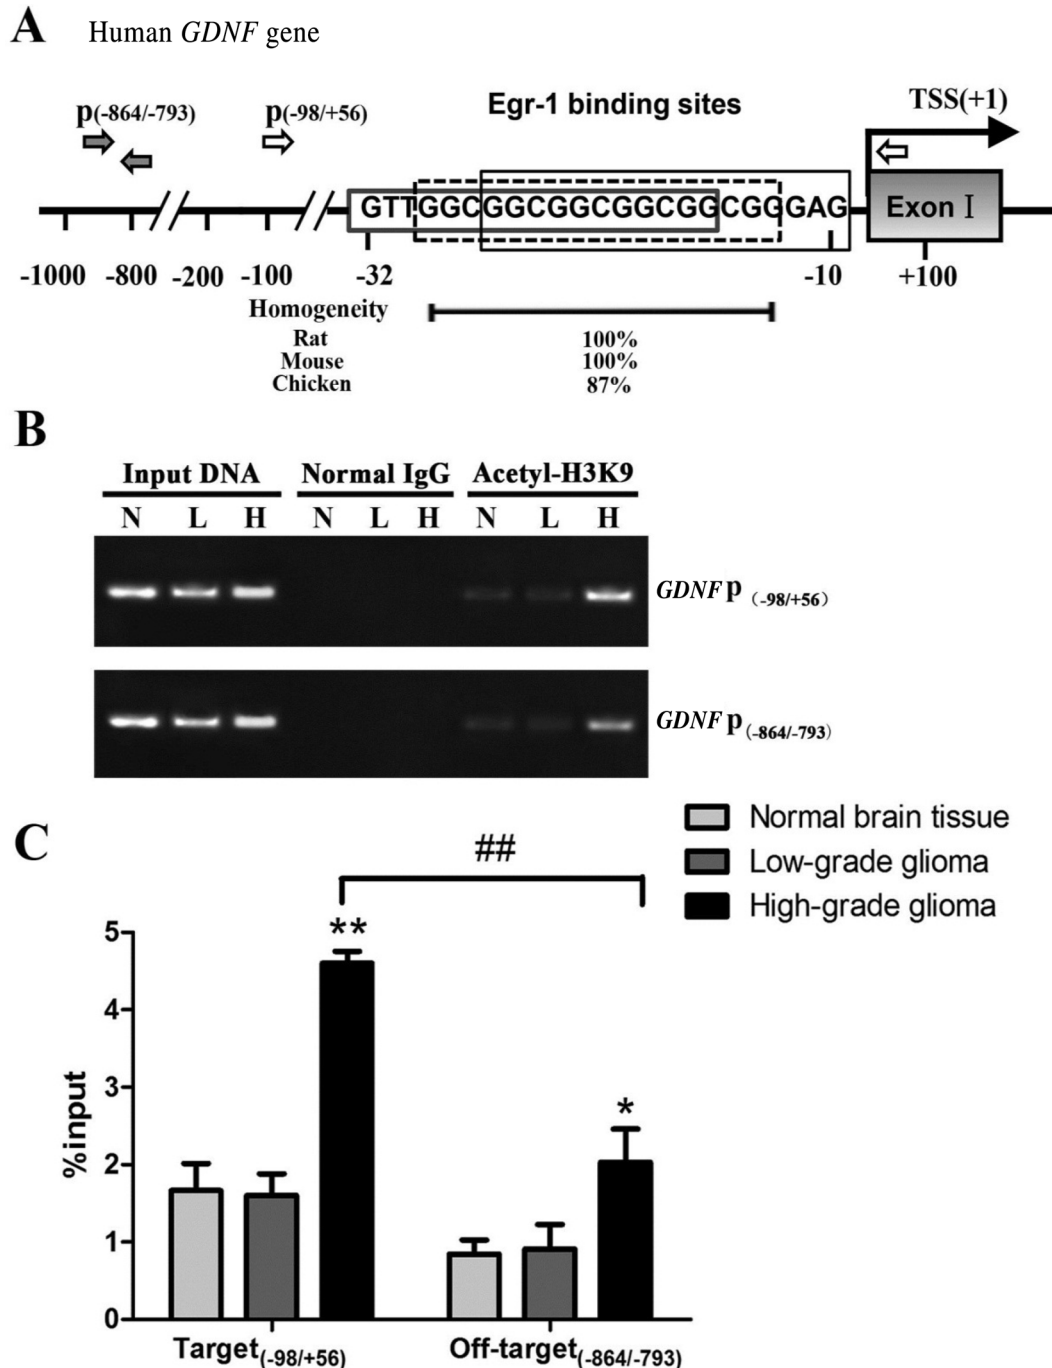 A Human GDNF gene
p(-864/-793) p(-98/+56) Egr-1 binding sites TSS(+1)
GTTGGCGGCGGCGGCGGCGGGAG Exon I
-1000 -800 -200 -100 -32 -10 +100
Homogeneity
Rat 100%
Mouse 100%
Chicken 87%
B
Input DNA Normal IgG Acetyl-H3K9
N L H N L H N L H
GDNF p (-98/+56)
GDNF p (-864/-793)
C
Normal brain tissue
Low-grade glioma
High-grade glioma
##
**
*
%input
5
4
3
2
1
0
Target(-98/+56) Off-target(-864/-793)